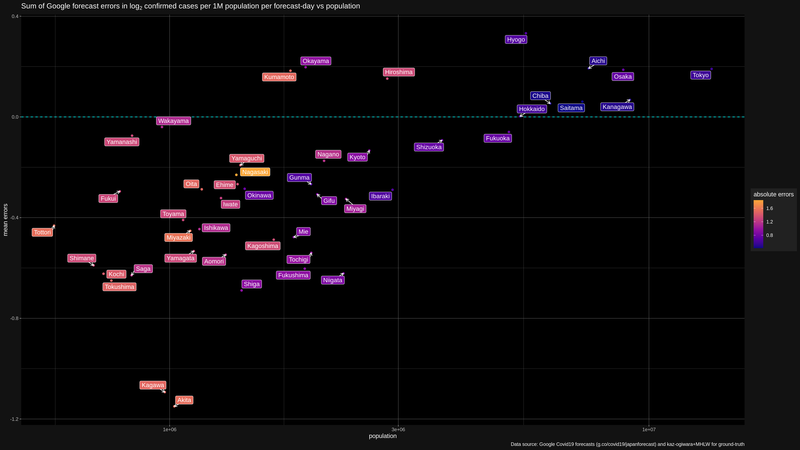 Sum of Google forecast errors in log2 confirmed cases per 1M population per forecast-day vs population
0.4
Hyogo
Okayama
Aichi
Hiroshima
Kumamoto
Osaka
Tokyo
Chiba
Hokkaido
Saitama
Kanagawa
0.0
Wakayama
Yamanashi
Fukuoka
Shizuoka
Nagano
Kyoto
Yamaguchi
Nagasaki
Gunma
Oita
Ehime
Okinawa
Ibaraki
Fukui
Iwate
Gifu
Miyagi
absolute errors
1.6
1.2
0.8
mean errors
-0.4
Toyama
Ishikawa
Tottori
Miyazaki
Mie
Kagoshima
Shimane
Yamagata
Aomori
Tochigi
Saga
Kochi
Fukushima
Niigata
Tokushima
Shiga
-0.8
Kagawa
Akita
-1.2
1e+06
3e+06
1e+07
population
Data source: Google Covid19 forecasts (g.co/covid19/japanforecast) and kaz-ogiwara+MHLW for ground-truth